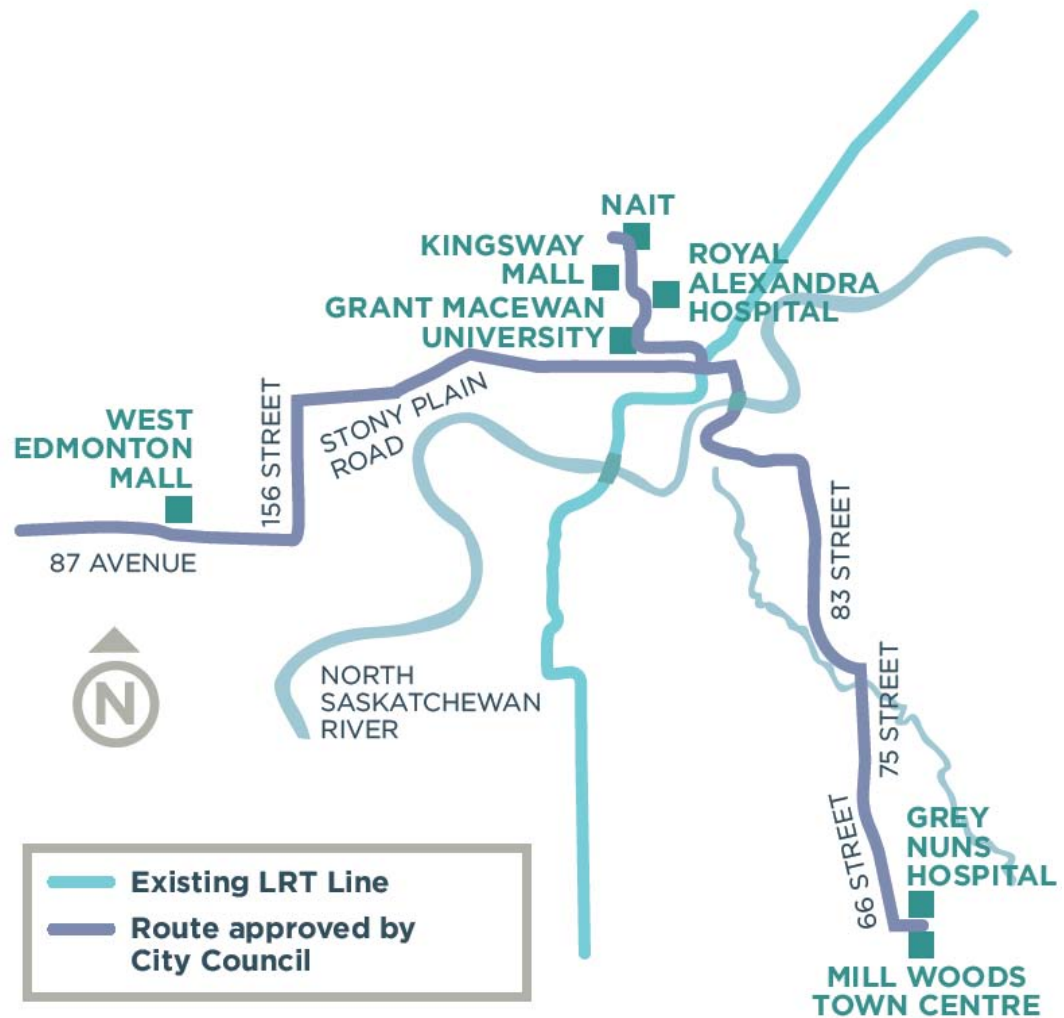 NAIT
KINGSWAY
MALL
ROYAL
ALEXANDRA
HOSPITAL
GRANT MACEWAN
UNIVERSITY
STONY PLAIN
ROAD
156 STREET
WEST
EDMONTON
MALL
87 AVENUE
83 STREET
N
NORTH
SASKATCHEWAN
RIVER
75 STREET
66 STREET
GREY
NUNS
HOSPITAL
MILL WOODS
TOWN CENTRE
Existing LRT Line
Route approved by
City Council